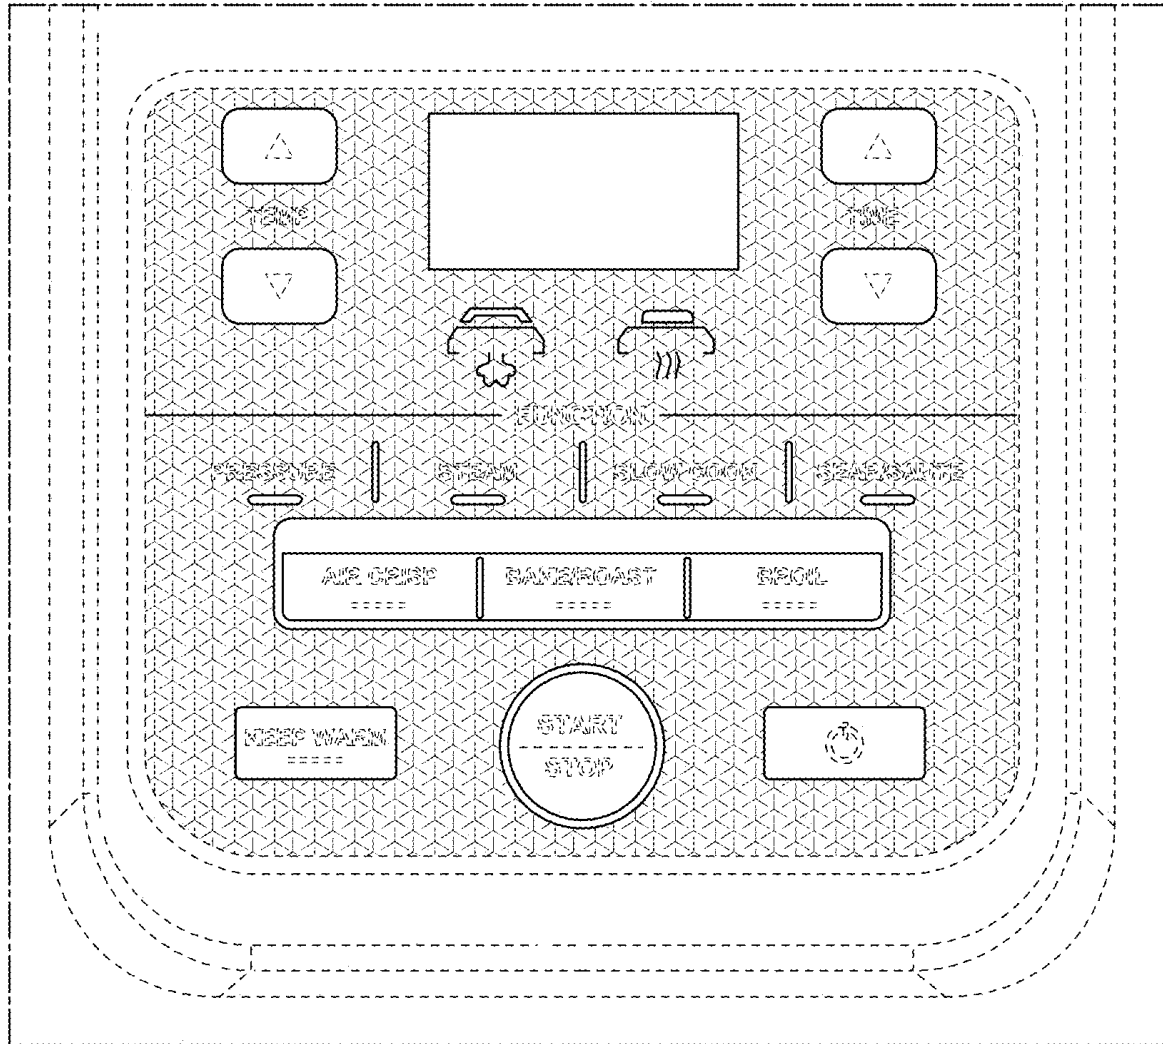 TEMP
TIME
FUNCTION
PRESSURE
STEAM
SLOW COOK
SEAR/SAUTE
AIR CRISP
BAKE/ROAST
BROIL
START
KEEP WARM
STOP